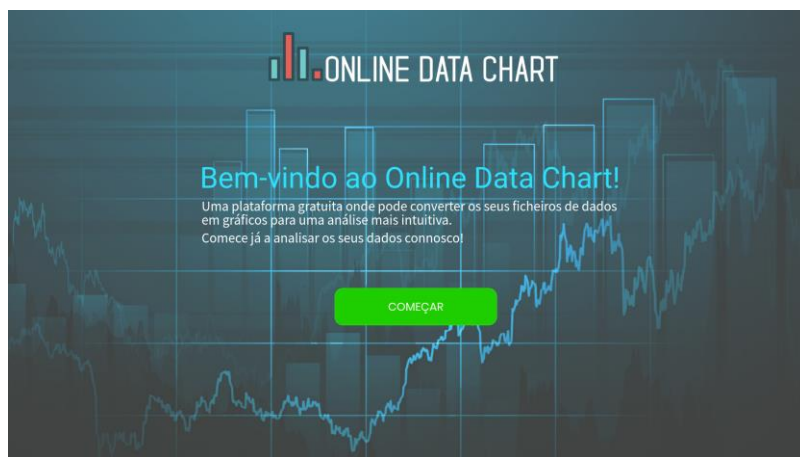 ONLINE DATA CHART
Bem-vindo ao Online Data Chart!
Uma plataforma gratuita onde pode converter os seus ficheiros de dados
em gráficos para uma análise mais intuitiva.
Comece já a analisar os seus dados connosco!
COMEÇAR